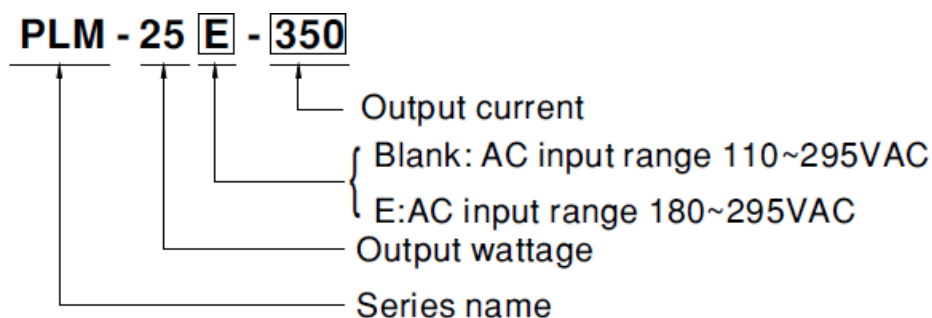 PLM - 25 E - 350
Output current
Blank: AC input range 110~295VAC
E:AC input range 180~295VAC
Output wattage
Series name